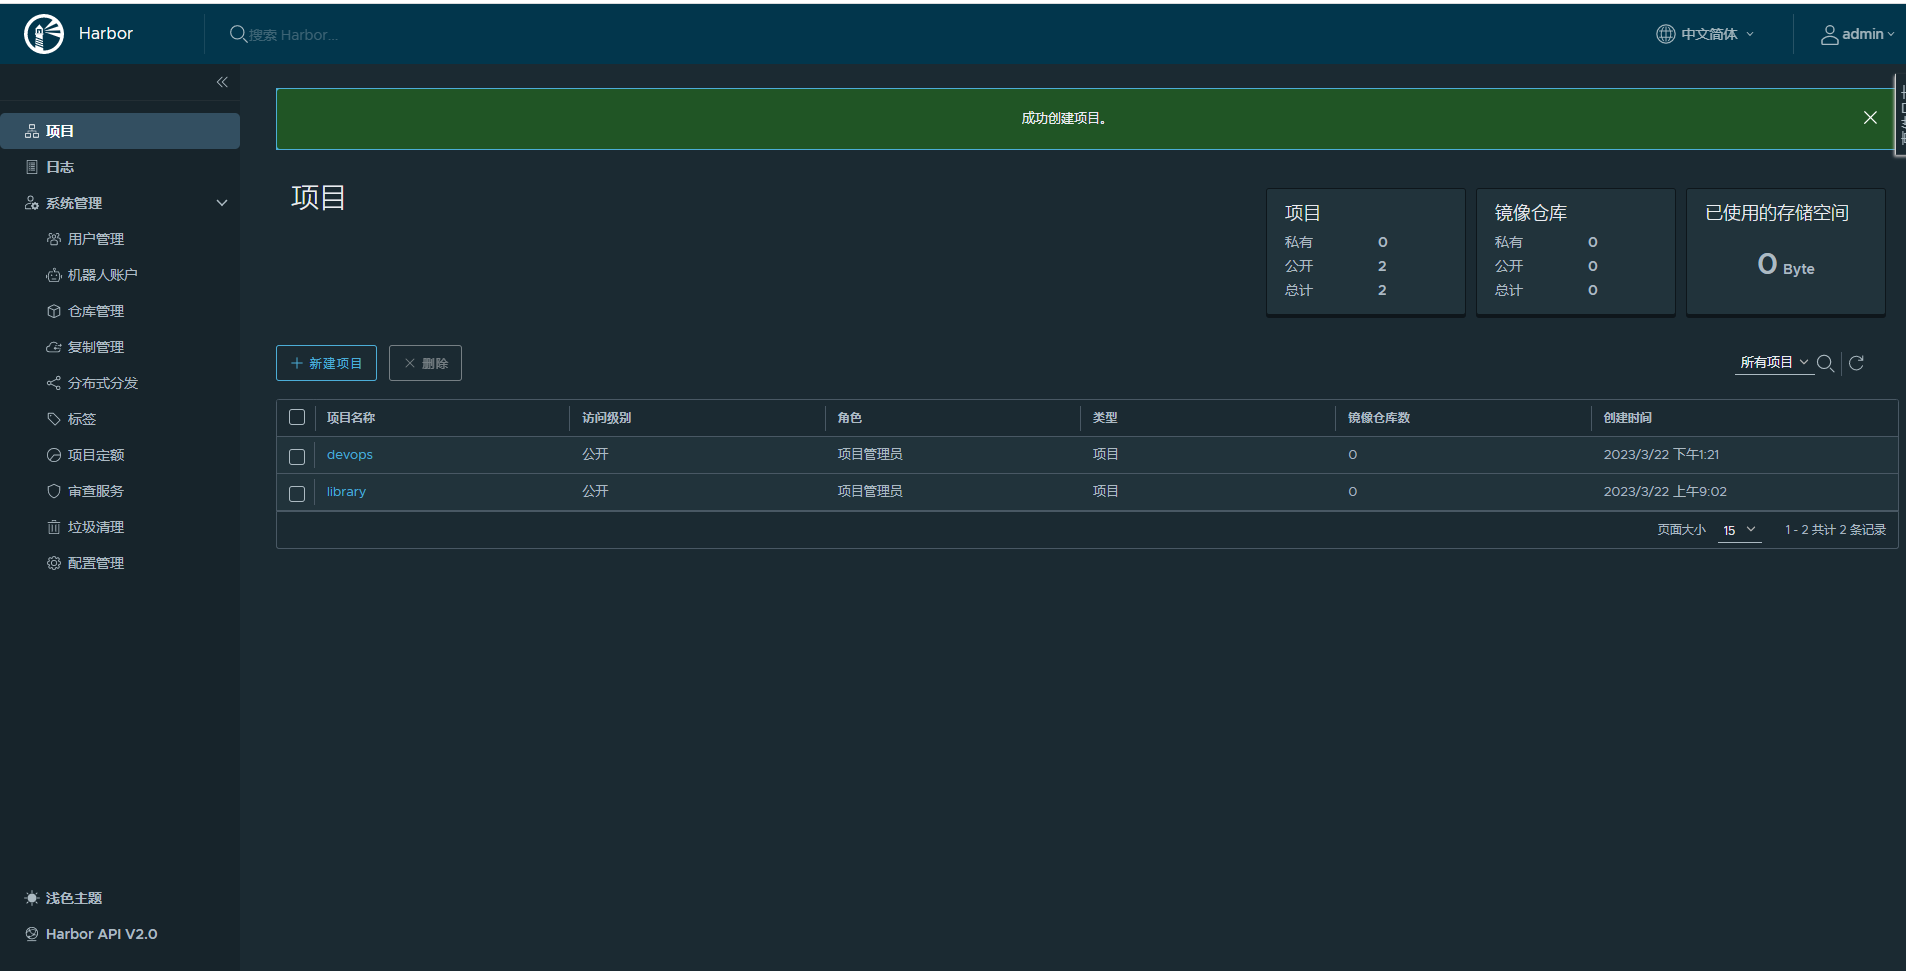 Harbor
搜索 Harbor...
中文简体
admin
项目
日志
系统管理
用户管理
机器人账户
仓库管理
复制管理
分布式分发
标签
项目定额
审查服务
垃圾清理
配置管理
浅色主题
Harbor API V2.0
成功创建项目。
项目
项目
私有 0
公开 2
总计 2
镜像仓库
私有 0
公开 0
总计 0
已使用的存储空间
0 Byte
新建项目
删除
所有项目
项目名称 访问级别 角色 类型 镜像仓库数 创建时间
devops 公开 项目管理员 项目 0 2023/3/22 下午1:21
library 公开 项目管理员 项目 0 2023/3/22 上午9:02
页面大小 15 1 - 2 共计 2 条记录